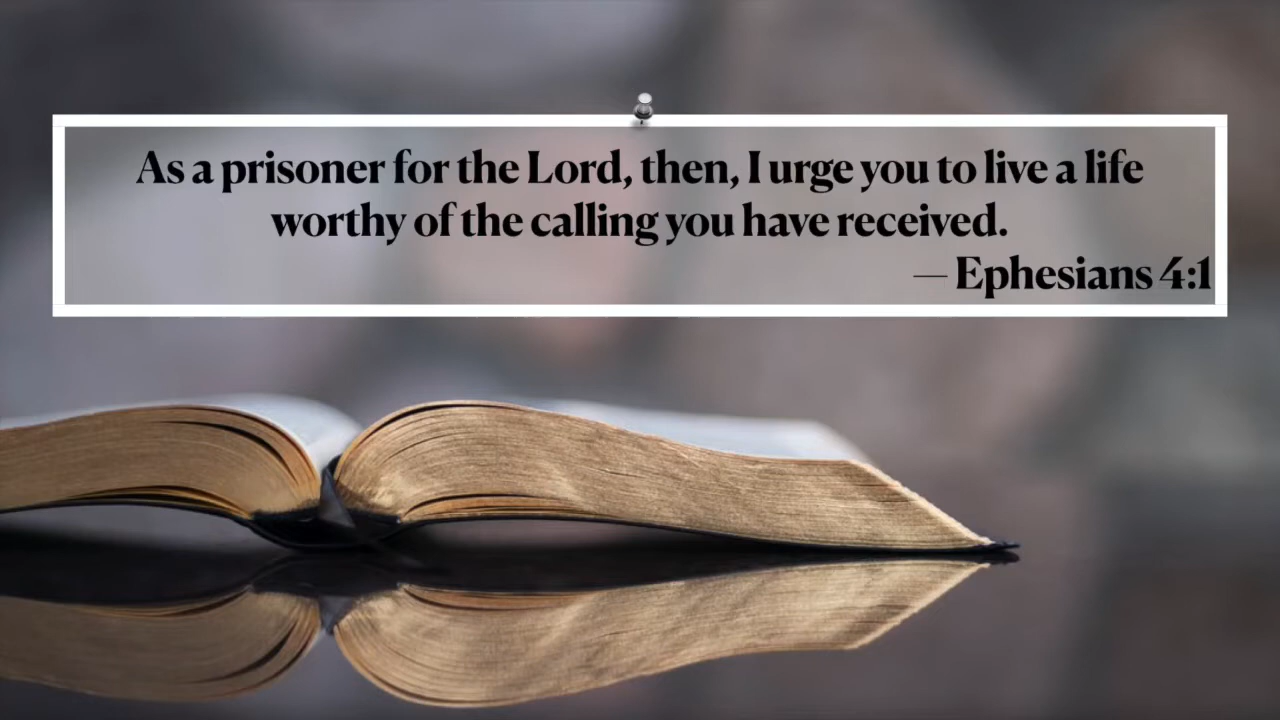 As a prisoner for the Lord, then, I urge you to live a life
worthy of the calling you have received.
— Ephesians 4:1